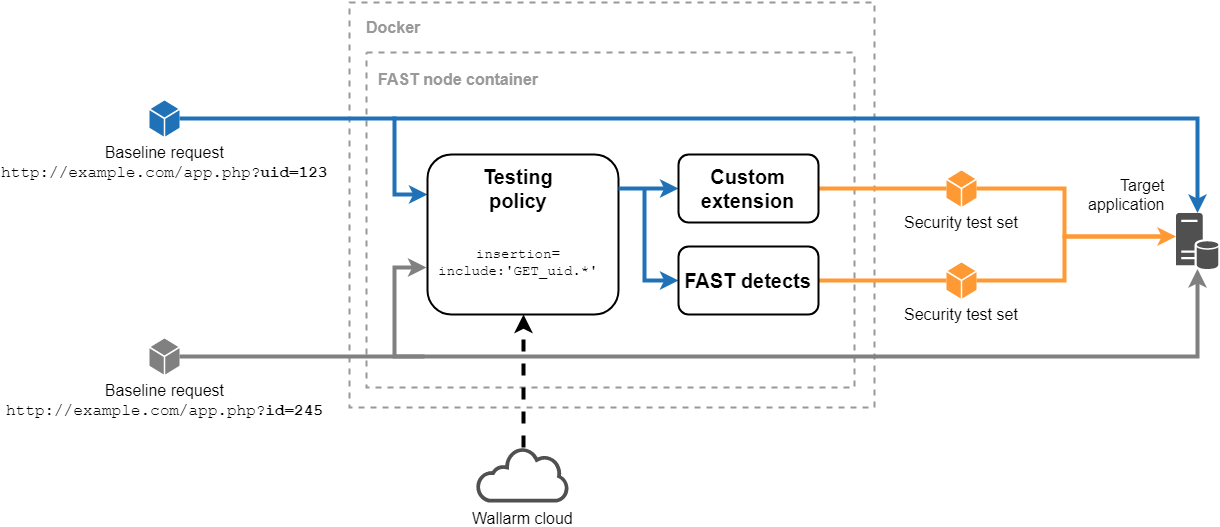 Docker
FAST node container
Baseline request
http://example.com/app.php?uid=123
Testing
policy
insertion=
include:'GET_uid.*'
Custom
extension
FAST detects
Security test set
Security test set
Target
application
Baseline request
http://example.com/app.php?id=245
Wallarm cloud